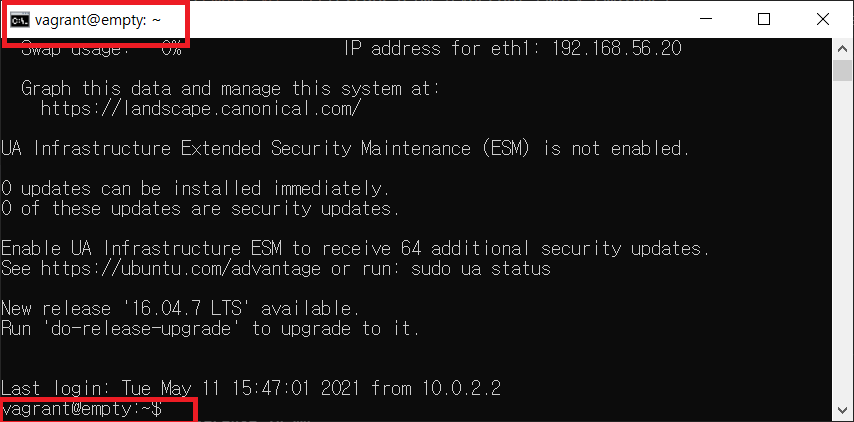 vagrant@empty: ~
Swap usage: 0% IP address for eth1: 192.168.56.20
Graph this data and manage this system at:
https://landscape.canonical.com/
UA Infrastructure Extended Security Maintenance (ESM) is not enabled.
0 updates can be installed immediately.
0 of these updates are security updates.
Enable UA Infrastructure ESM to receive 64 additional security updates.
See https://ubuntu.com/advantage or run: sudo ua status
New release '16.04.7 LTS' available.
Run 'do-release-upgrade' to upgrade to it.
Last login: Tue May 11 15:47:01 2021 from 10.0.2.2
vagrant@empty:~$